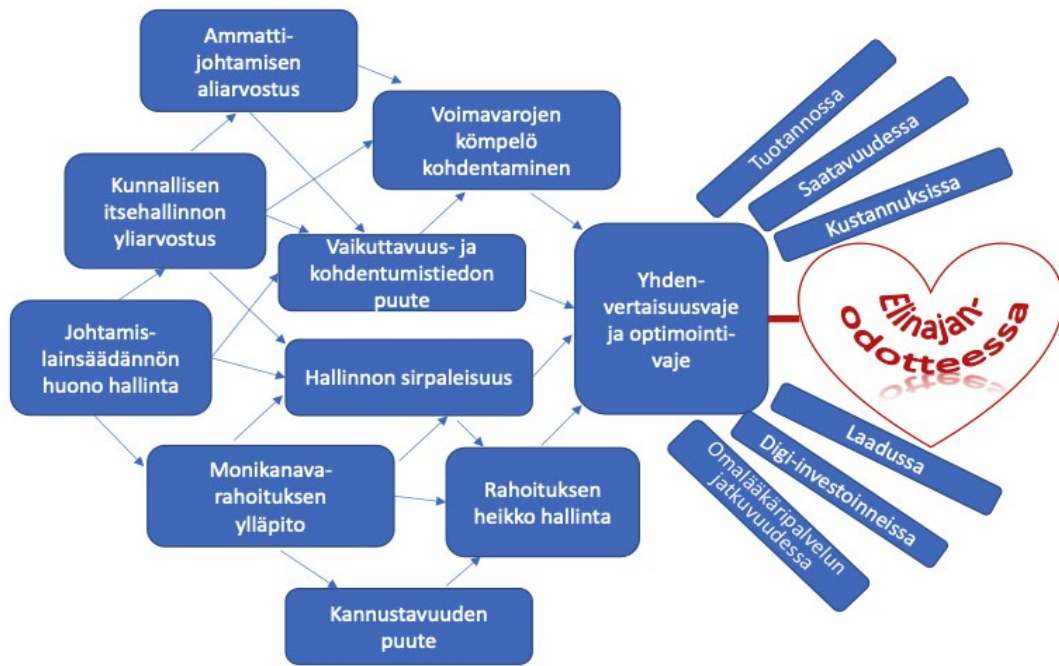 Ammatti-
johtamisen
aliarvostus
Voimavarojen
kömpelö
kohdentaminen
Kunnallisen
itsehallinnon
yliarvostus
Vaikuttavuus- ja
kohdentumistiedon
puute
Johtamis-
lainsäädännön
huono hallinta
Hallinnon sirpaleisuus
Monikanava-
rahoituksen
ylläpito
Rahoituksen
heikko hallinta
Kannustavuuden
puute
Yhden-
vertaisuusvaje
ja optimointi-
vaje
Tuotannossa
Saatavuudessa
Kustannuksissa
Elinajan-
odotteessa
Laadussa
Digi-investoinneissa
Omalääkäripalvelun
jatkuvuudessa